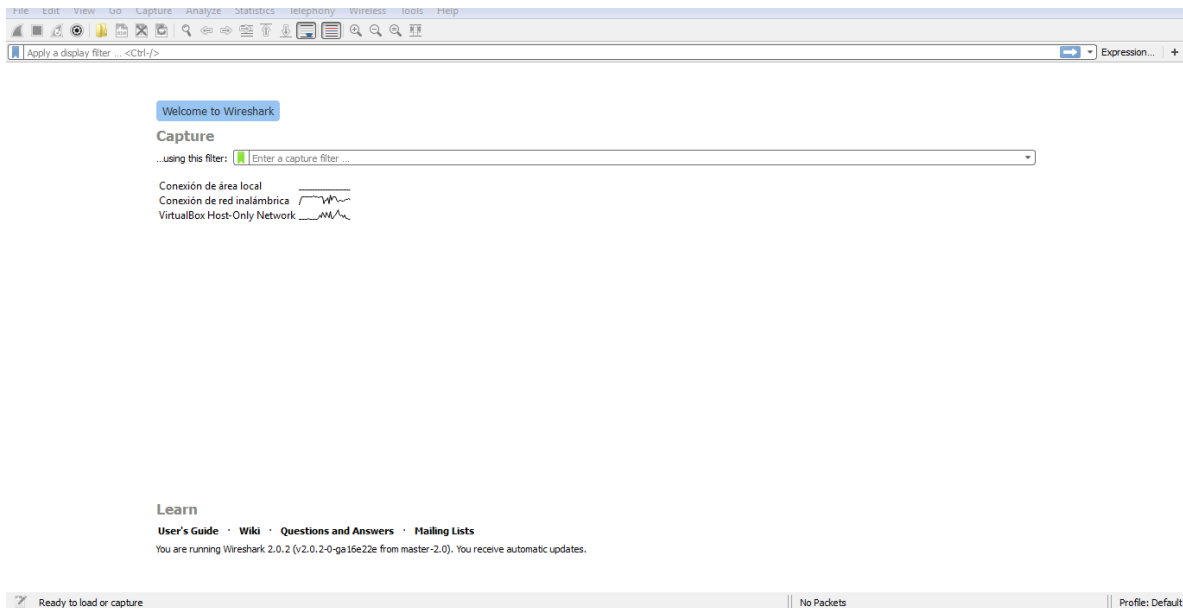 File Edit View Go Capture Analyze Statistics Telephony Wireless Tools Help
Apply a display filter ... <Ctrl-/> Expression... +
Welcome to Wireshark
Capture
...using this filter: Enter a capture filter ...
Conexión de área local
Conexión de red inalámbrica
VirtualBox Host-Only Network
Learn
User's Guide · Wiki · Questions and Answers · Mailing Lists
You are running Wireshark 2.0.2 (v2.0.2-0-ga16e22e from master-2.0). You receive automatic updates.
Ready to load or capture No Packets Profile: Default